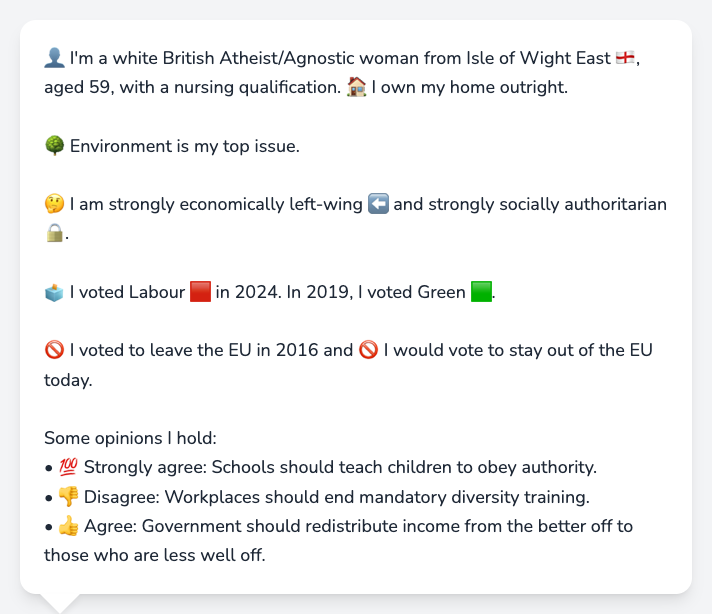 👤 I'm a white British Atheist/Agnostic woman from Isle of Wight East 🏴󠁧󠁢󠁥󠁮󠁧󠁿,
aged 59, with a nursing qualification. 🏠 I own my home outright.
🌳 Environment is my top issue.
🤔 I am strongly economically left-wing ⬅️ and strongly socially authoritarian
🔒.
🗳️ I voted Labour 🟥 in 2024. In 2019, I voted Green 🟩.
🚫 I voted to leave the EU in 2016 and 🚫 I would vote to stay out of the EU
today.
Some opinions I hold:
• 💯 Strongly agree: Schools should teach children to obey authority.
• 👎 Disagree: Workplaces should end mandatory diversity training.
• 👍 Agree: Government should redistribute income from the better off to
those who are less well off.